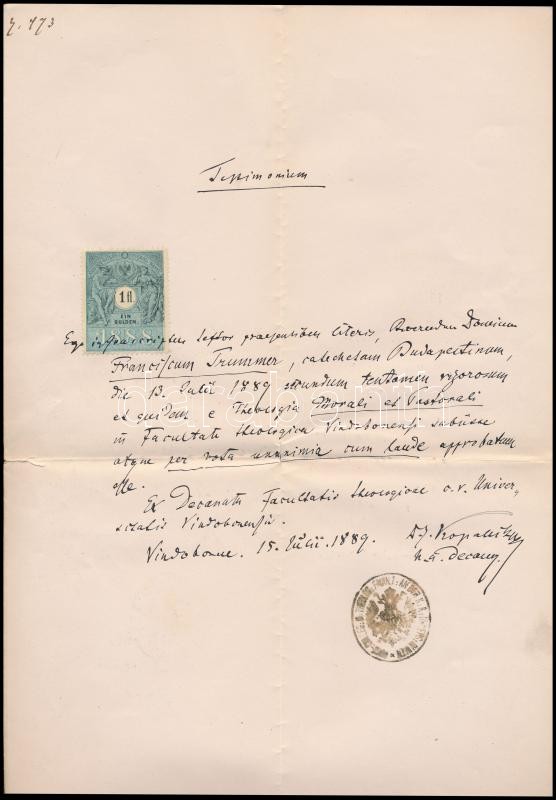 Testimonium
1 fl.
EIN
GULDEN
1888
Ego infrascriptus testor praesentibus literis, Reverendum Dominum
Franciscum Trummer, catechetam Budapestinum,
die 13. Julii 1889 secundum tentamen rigorosum
et quidem e Theologia Morali et Pastorali
in Facultate theologica Vindobonensi subiisse
atque per vota unanimia cum laude approbatum
esse.
Ex Decanatu Facultatis theologicae c. r. Univer-
sitatis Vindobonensis.
Vindobonae. 15. Julii. 1889.
Decanus.
darabanth